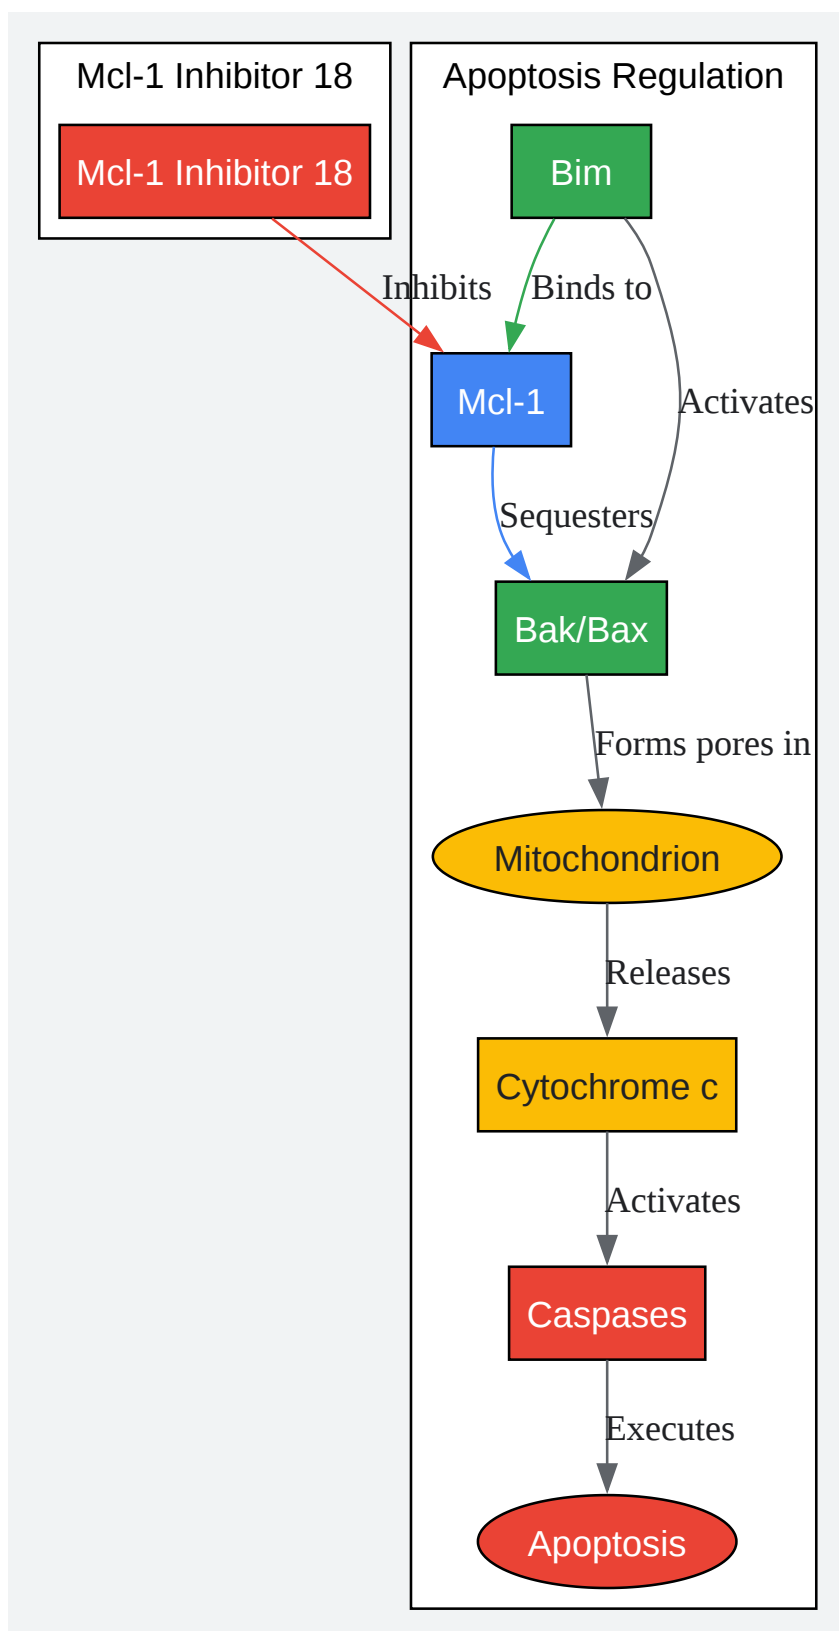 Mcl-1 Inhibitor 18
Apoptosis Regulation
Mcl-1 Inhibitor 18
Bim
Inhibits
Binds to
Activates
Mcl-1
Sequesters
Bak/Bax
Forms pores in
Mitochondrion
Releases
Cytochrome c
Activates
Caspases
Executes
Apoptosis